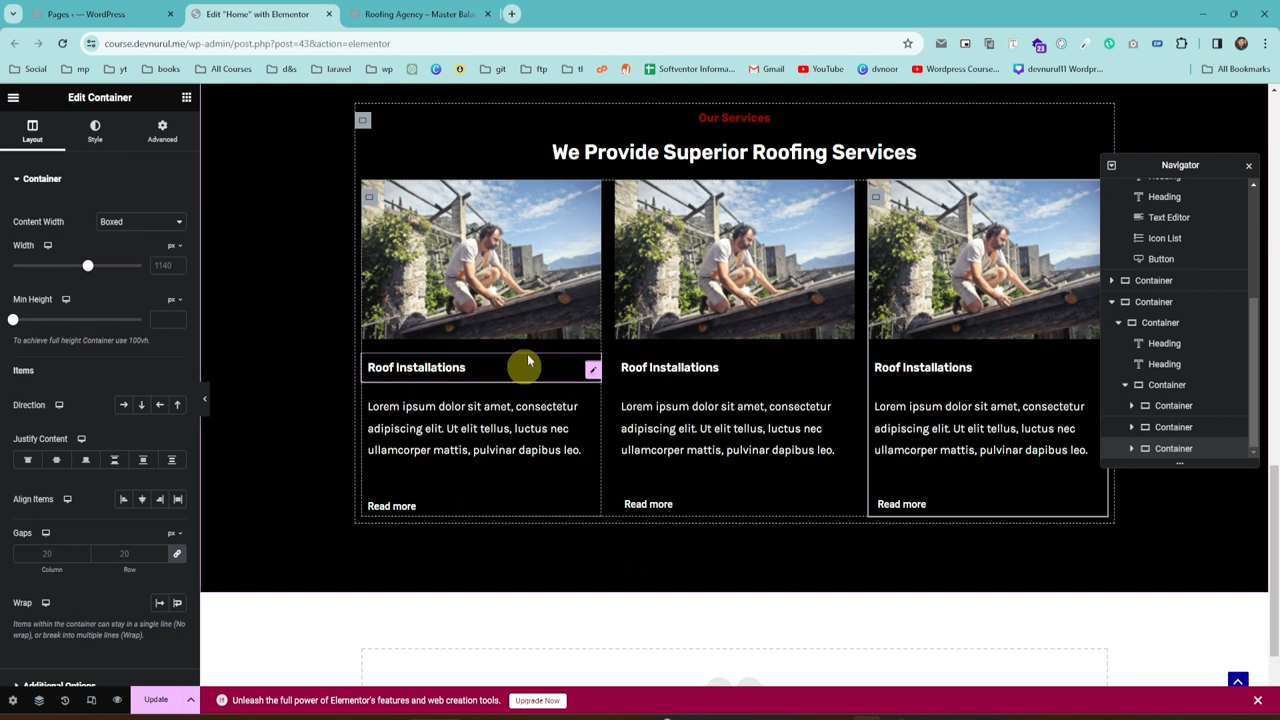 Pages ‹ — WordPress
Edit "Home" with Elementor
Roofing Agency – Master Bala
course.devnurul.me/wp-admin/post.php?post=43&action=elementor
23
Social
mp
yt
books
All Courses
d&s
laravel
wp
git
ftp
tl
Softventor Informa...
Gmail
YouTube
dvnoor
Wordpress Course...
devnurul11 Wordpr...
All Bookmarks
Edit Container
Layout
Style
Advanced
Container
Content Width
Boxed
Width
px
1140
Min Height
px
To achieve full height Container use 100vh.
Items
Direction
Justify Content
Align Items
Gaps
px
20
20
Column
Row
Wrap
Items within the container can stay in a single line (No
wrap), or break into multiple lines (Wrap).
Additional Options
Update
Our Services
We Provide Superior Roofing Services
Roof Installations
Lorem ipsum dolor sit amet, consectetur
adipiscing elit. Ut elit tellus, luctus nec
ullamcorper mattis, pulvinar dapibus leo.
Read more
Roof Installations
Lorem ipsum dolor sit amet, consectetur
adipiscing elit. Ut elit tellus, luctus nec
ullamcorper mattis, pulvinar dapibus leo.
Read more
Roof Installations
Lorem ipsum dolor sit amet, consectetur
adipiscing elit. Ut elit tellus, luctus nec
ullamcorper mattis, pulvinar dapibus leo.
Read more
Navigator
Heading
Heading
Text Editor
Icon List
Button
Container
Container
Container
Heading
Heading
Container
Container
Container
Container
Unleash the full power of Elementor's features and web creation tools.
Upgrade Now